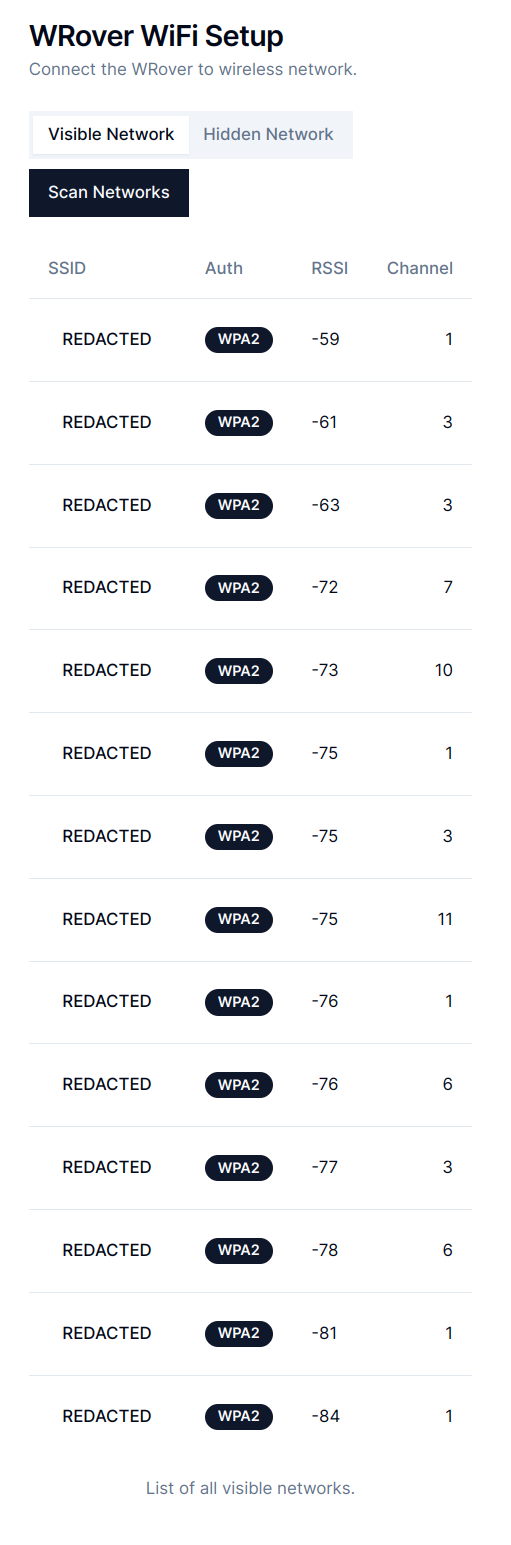 WRover WiFi Setup
Connect the WRover to wireless network.
Visible Network Hidden Network
Scan Networks
SSID Auth RSSI Channel
REDACTED WPA2 -59 1
REDACTED WPA2 -61 3
REDACTED WPA2 -63 3
REDACTED WPA2 -72 7
REDACTED WPA2 -73 10
REDACTED WPA2 -75 1
REDACTED WPA2 -75 3
REDACTED WPA2 -75 11
REDACTED WPA2 -76 1
REDACTED WPA2 -76 6
REDACTED WPA2 -77 3
REDACTED WPA2 -78 6
REDACTED WPA2 -81 1
REDACTED WPA2 -84 1
List of all visible networks.